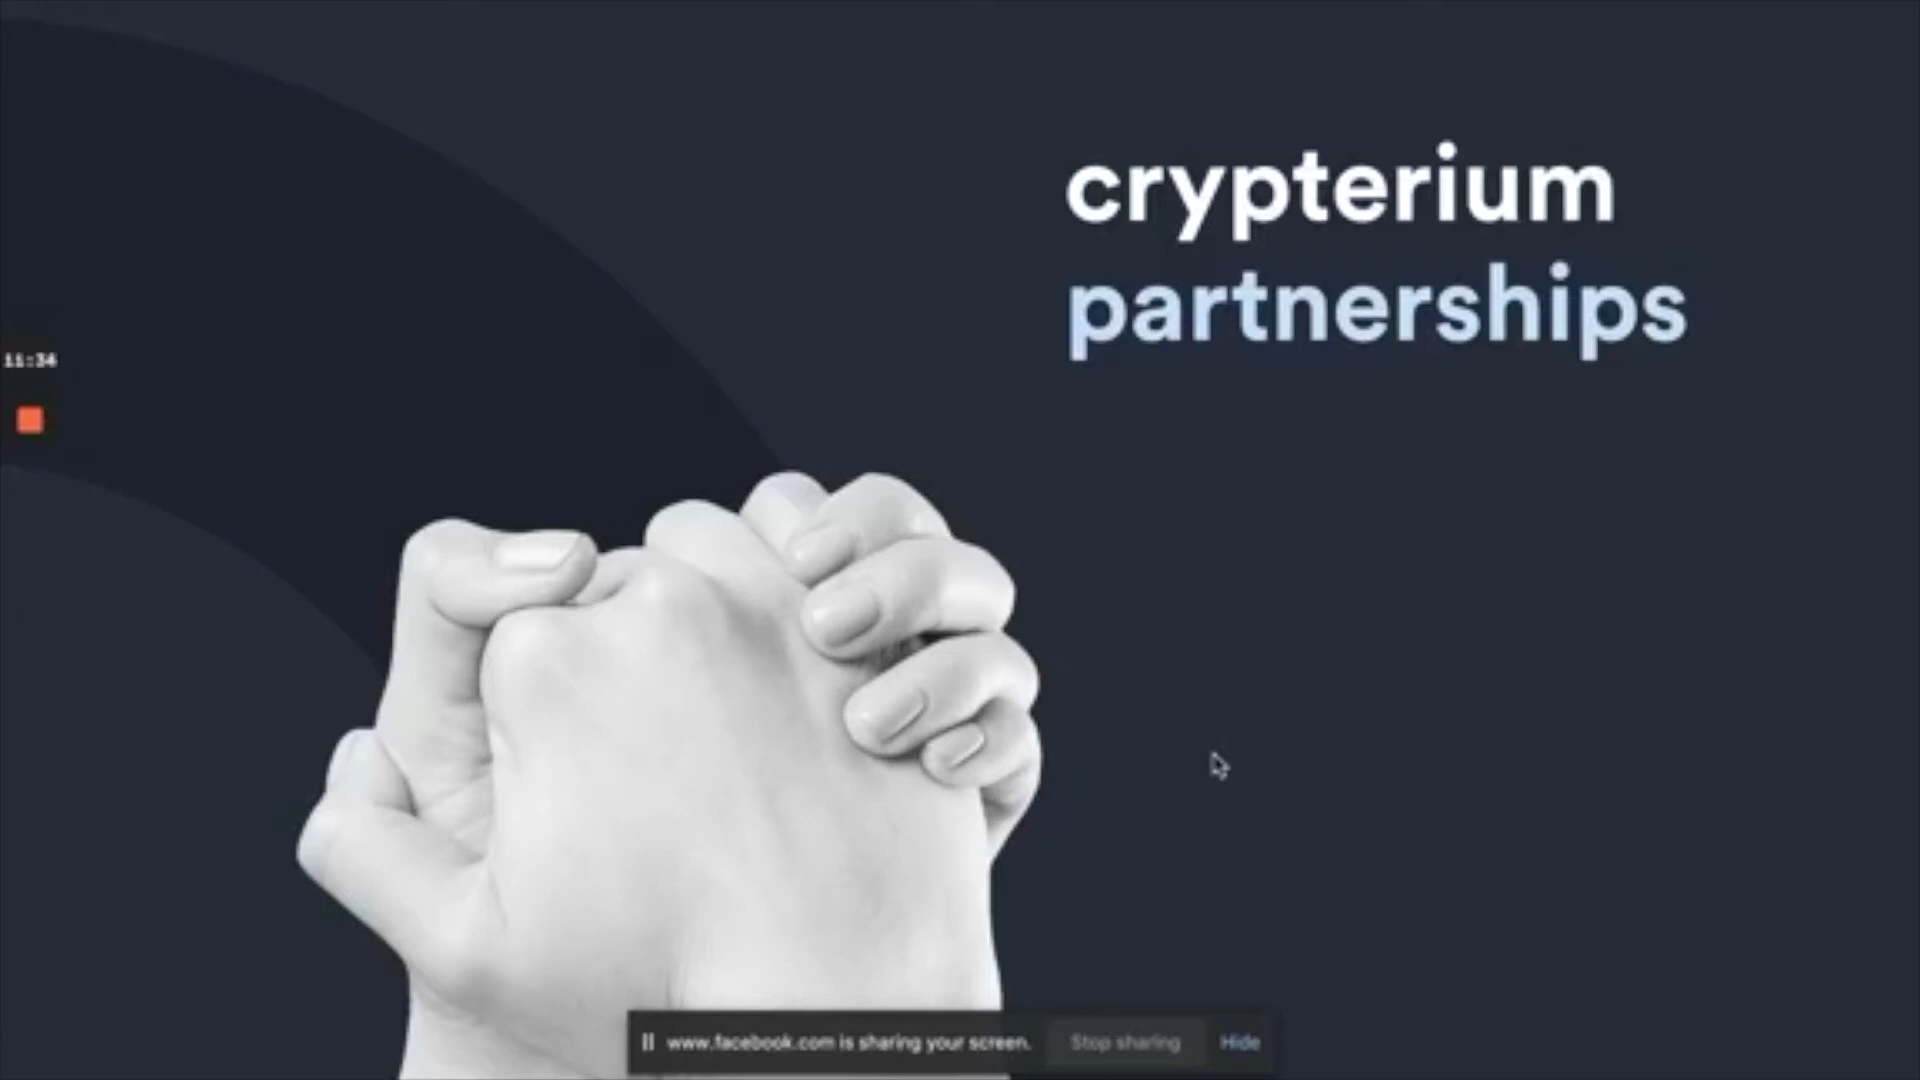 crypterium
partnerships
11:34
www.facebook.com is sharing your screen.
Stop sharing
Hide